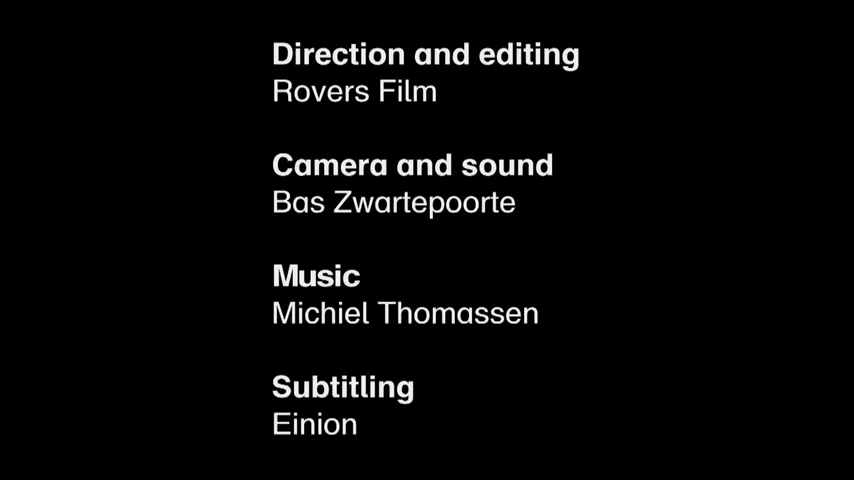 Direction and editing
Rovers Film
Camera and sound
Bas Zwartepoorte
Music
Michiel Thomassen
Subtitling
Einion